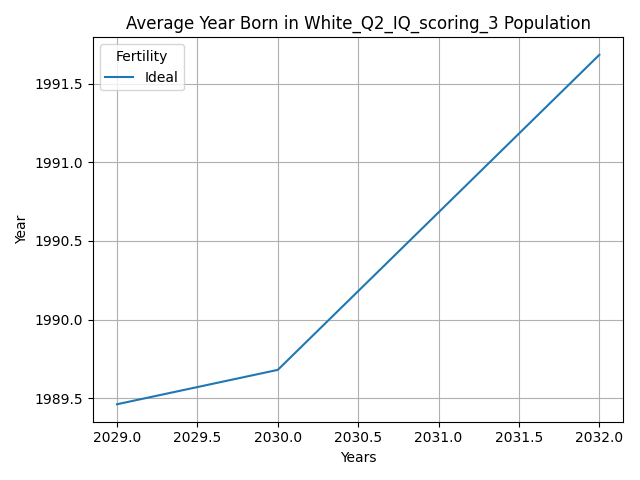 Average Year Born in White_Q2_IQ_scoring_3 Population
Fertility
Ideal
1991.5
1991.0
1990.5
1990.0
1989.5
Year
2029.0 2029.5 2030.0 2030.5 2031.0 2031.5 2032.0
Years